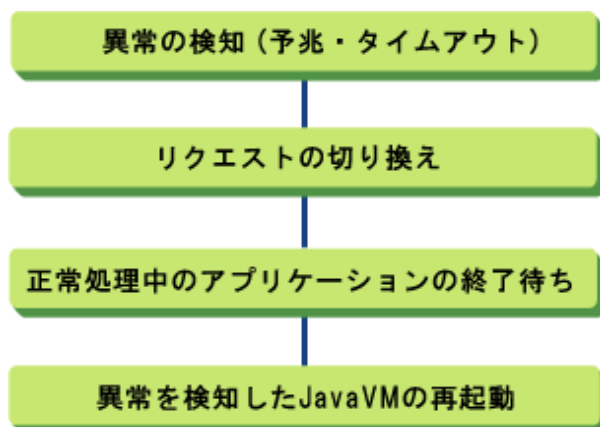 異常の検知（予兆・タイムアウト）
リクエストの切り換え
正常処理中のアプリケーションの終了待ち
異常を検知したJavaVMの再起動